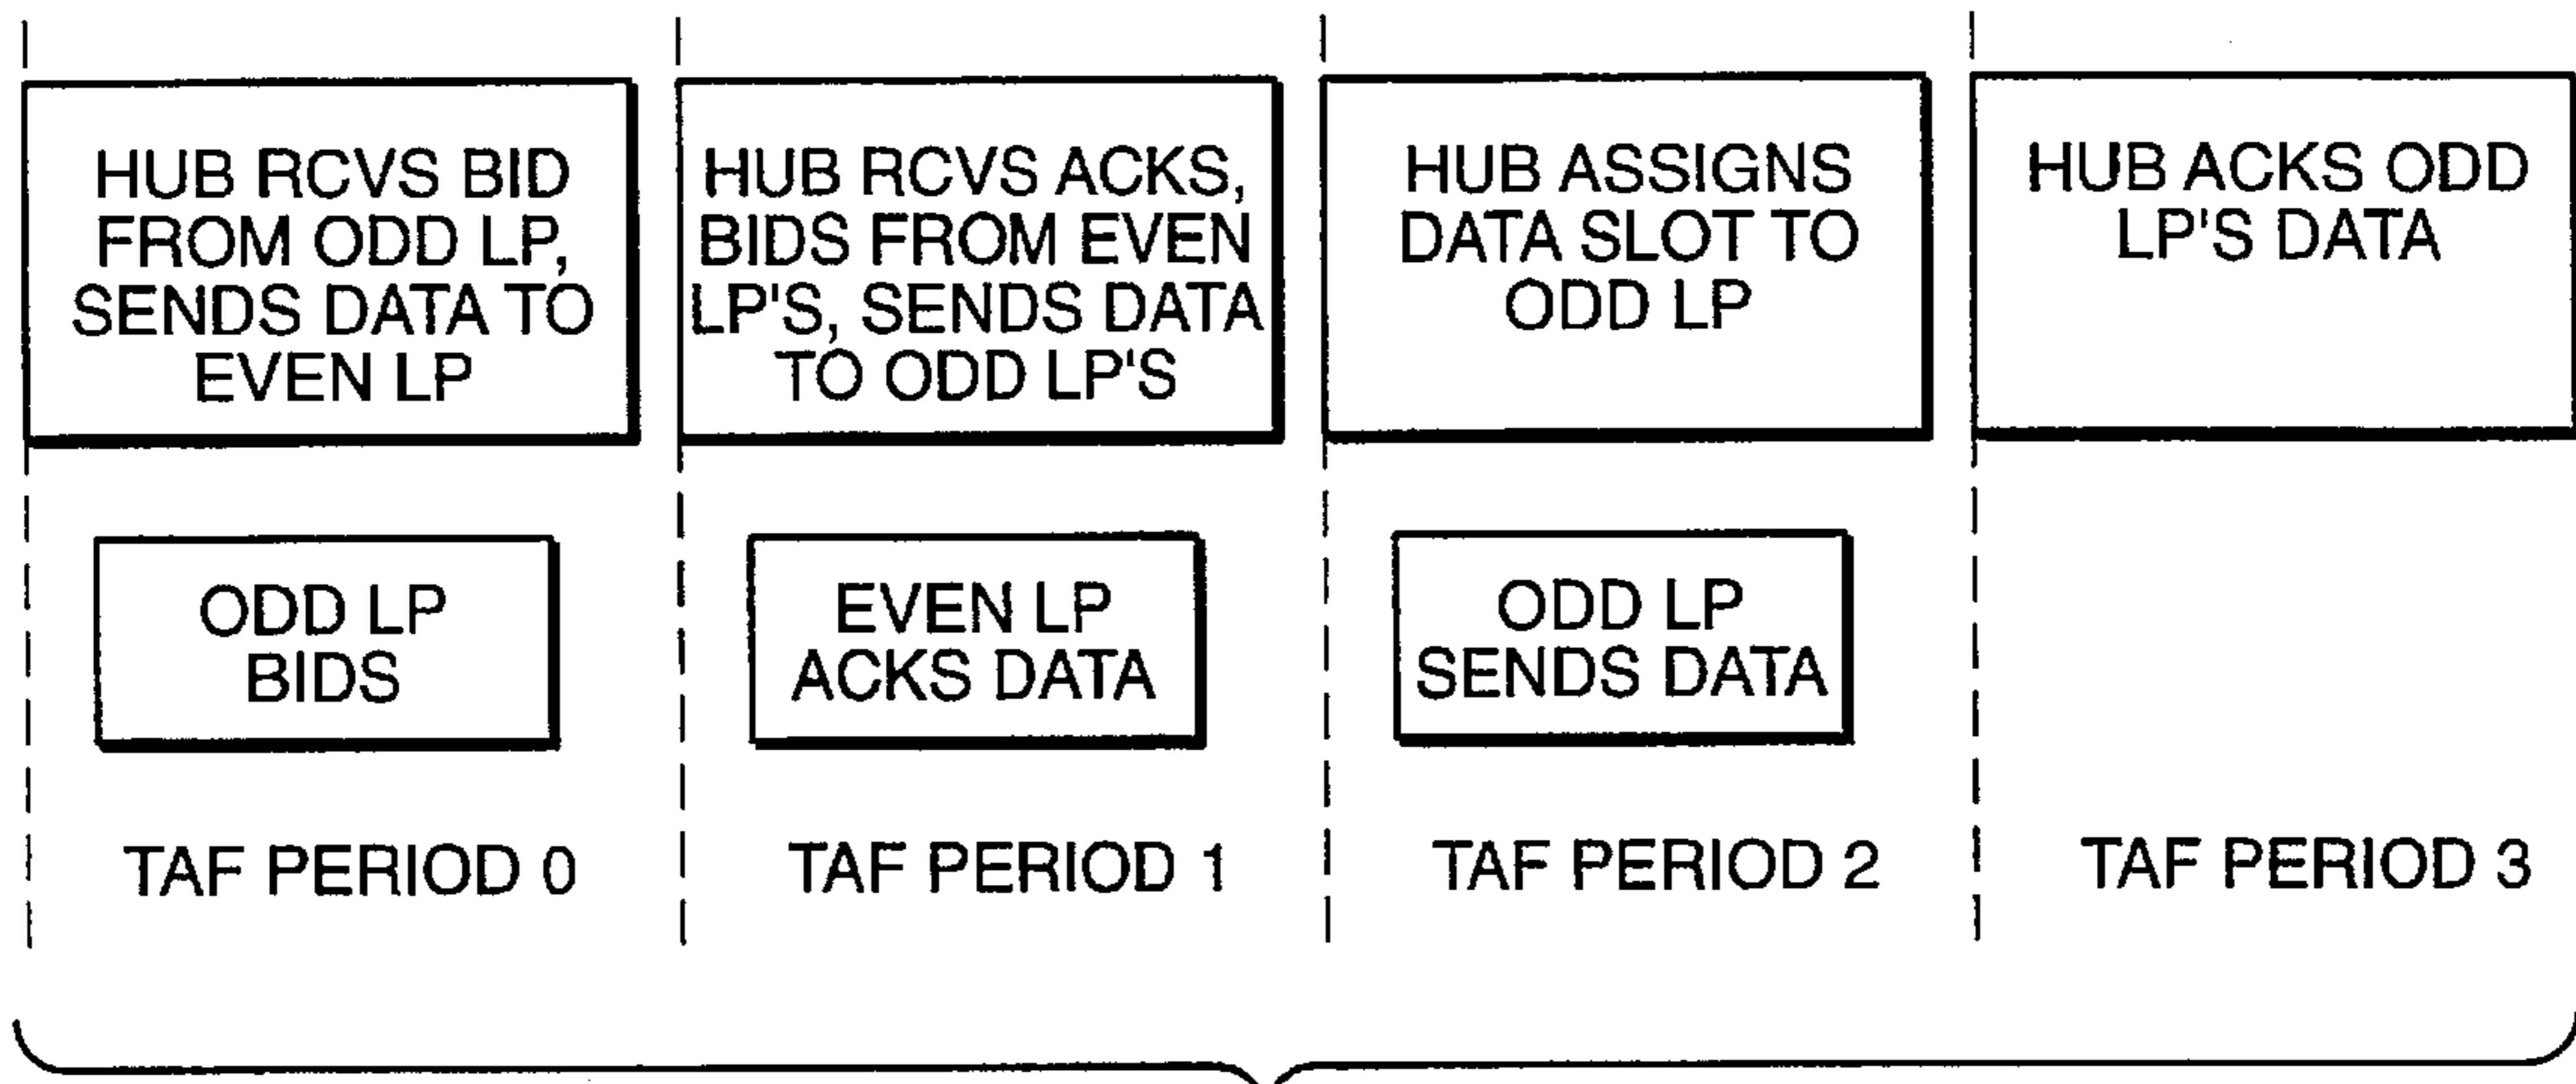 HUB RCVS BID
FROM ODD LP,
SENDS DATA TO
EVEN LP
HUB RCVS ACKS,
BIDS FROM EVEN
LP'S, SENDS DATA
TO ODD LP'S
HUB ASSIGNS
DATA SLOT TO
ODD LP
HUB ACKS ODD
LP'S DATA
ODD LP
BIDS
EVEN LP
ACKS DATA
ODD LP
SENDS DATA
TAF PERIOD 0
TAF PERIOD 1
TAF PERIOD 2
TAF PERIOD 3